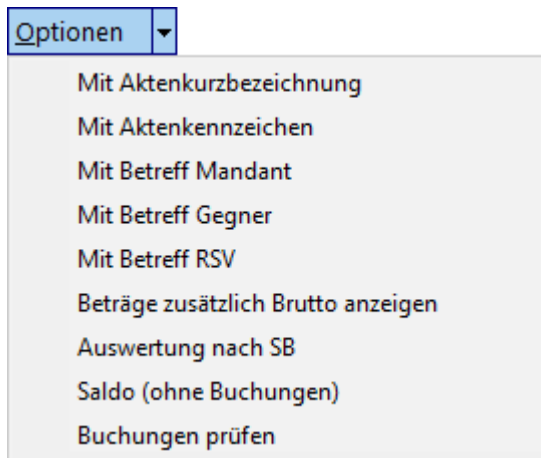 Optionen
Mit Aktenkurzbezeichnung
Mit Aktenkennzeichen
Mit Betreff Mandant
Mit Betreff Gegner
Mit Betreff RSV
Beträge zusätzlich Brutto anzeigen
Auswertung nach SB
Saldo (ohne Buchungen)
Buchungen prüfen